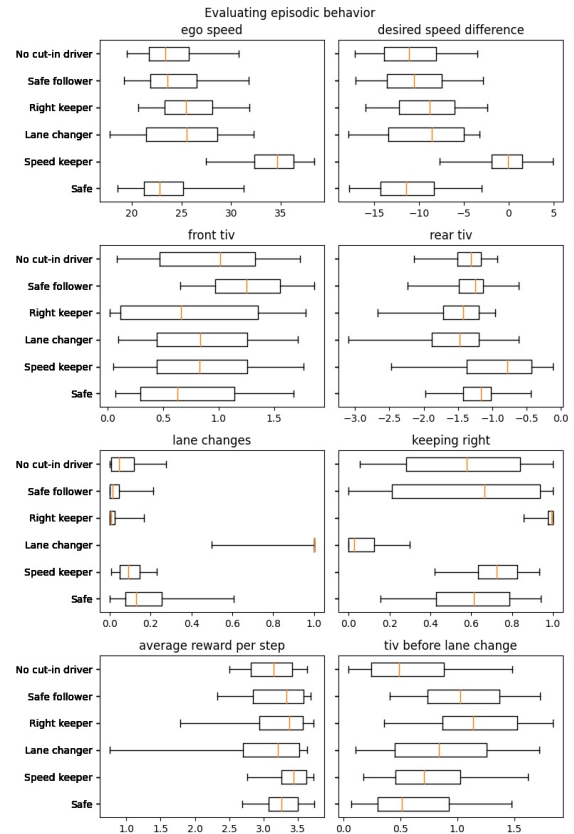 Evaluating episodic behavior
ego speed desired speed difference
No cut-in driver
Safe follower
Right keeper
Lane changer
Speed keeper
Safe
20 25 30 35 −15 −10 −5 0 5
front tiv rear tiv
No cut-in driver
Safe follower
Right keeper
Lane changer
Speed keeper
Safe
0.0 0.5 1.0 1.5 −3.0 −2.5 −2.0 −1.5 −1.0 −0.5 0.0
lane changes keeping right
No cut-in driver
Safe follower
Right keeper
Lane changer
Speed keeper
Safe
0.0 0.2 0.4 0.6 0.8 1.0 0.0 0.2 0.4 0.6 0.8 1.0
average reward per step tiv before lane change
No cut-in driver
Safe follower
Right keeper
Lane changer
Speed keeper
Safe
1.0 1.5 2.0 2.5 3.0 3.5 0.0 0.5 1.0 1.5